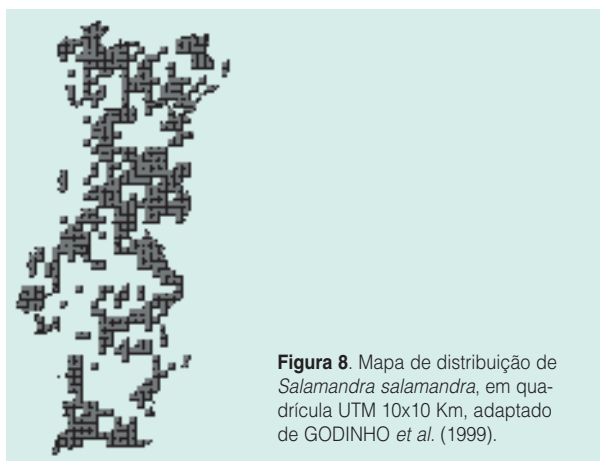 Figura 8. Mapa de distribuição de
Salamandra salamandra, em qua-
drícula UTM 10x10 Km, adaptado
de GODINHO et al. (1999).